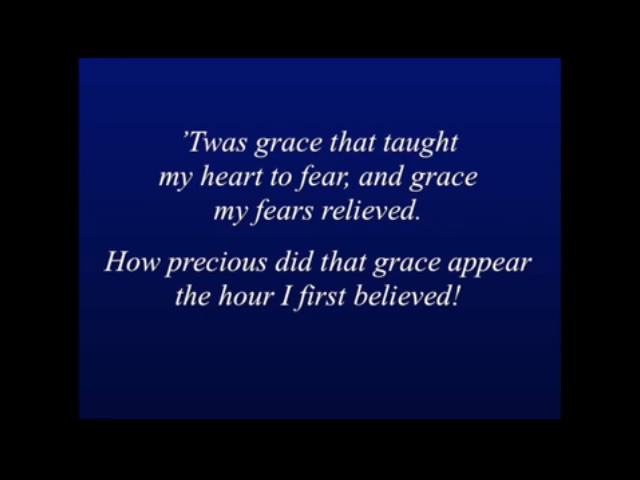 ’Twas grace that taught
my heart to fear, and grace
my fears relieved.
How precious did that grace appear
the hour I first believed!